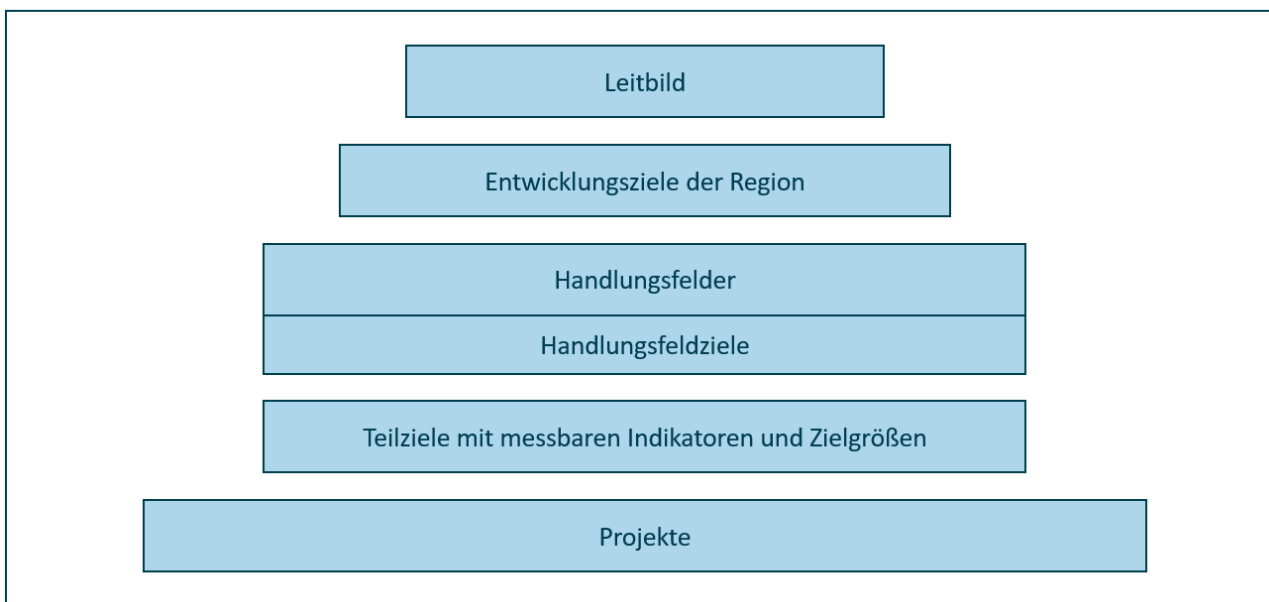 Leitbild
Entwicklungsziele der Region
Handlungsfelder
Handlungsfeldziele
Teilziele mit messbaren Indikatoren und Zielgrößen
Projekte